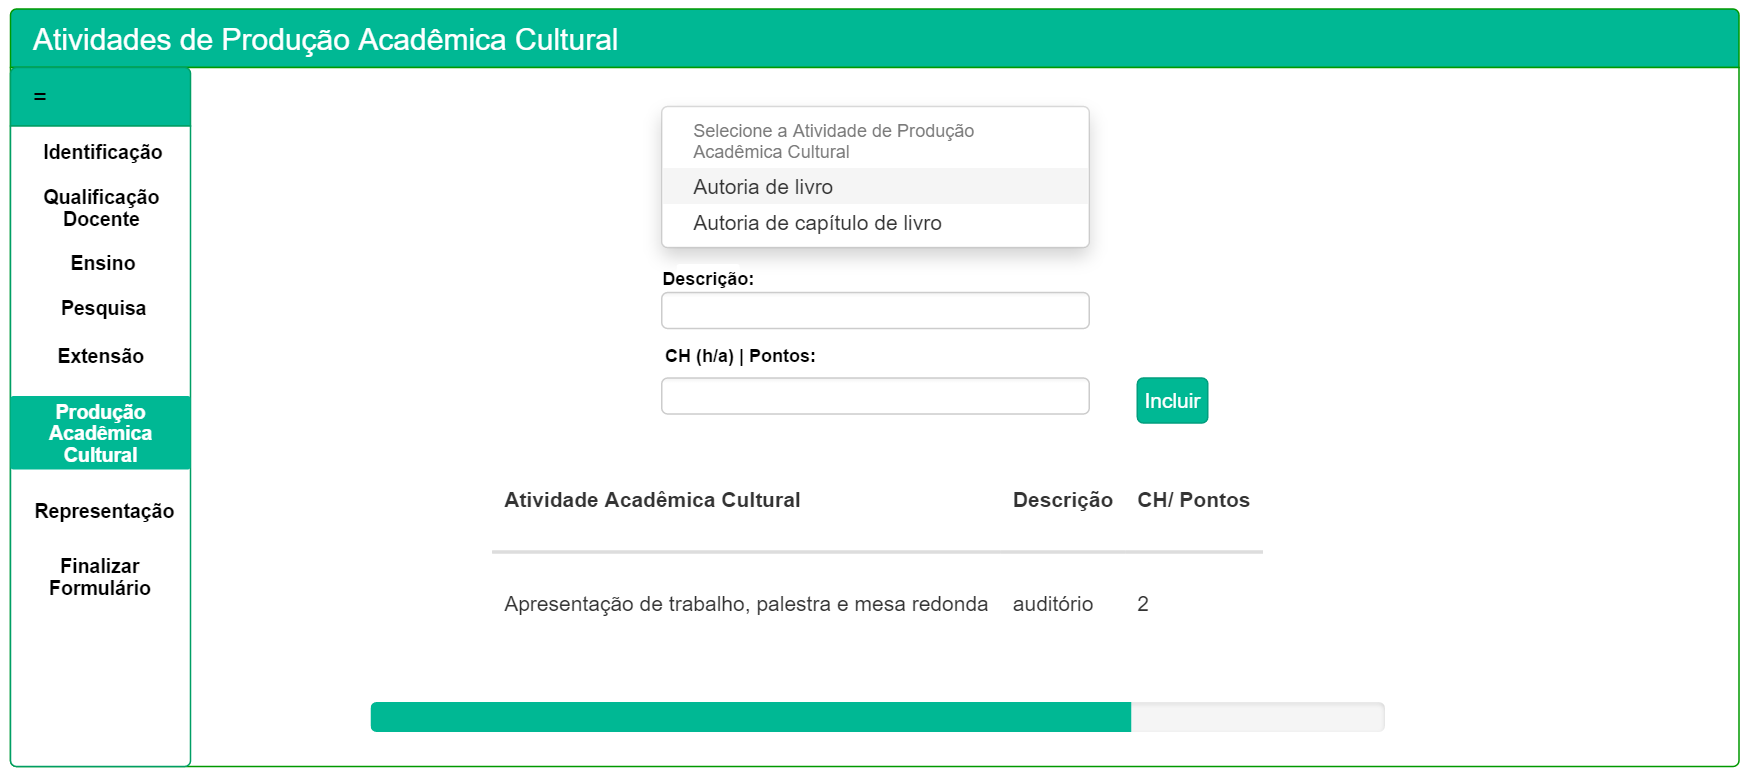 Atividades de Produção Acadêmica Cultural
=
Identificação
Qualificação
Docente
Ensino
Pesquisa
Extensão
Produção
Acadêmica
Cultural
Representação
Finalizar
Formulário
Selecione a Atividade de Produção
Acadêmica Cultural
Autoria de livro
Autoria de capítulo de livro
Descrição:
CH (h/a) | Pontos:
Incluir
Atividade Acadêmica Cultural Descrição CH/ Pontos
Apresentação de trabalho, palestra e mesa redonda auditório 2